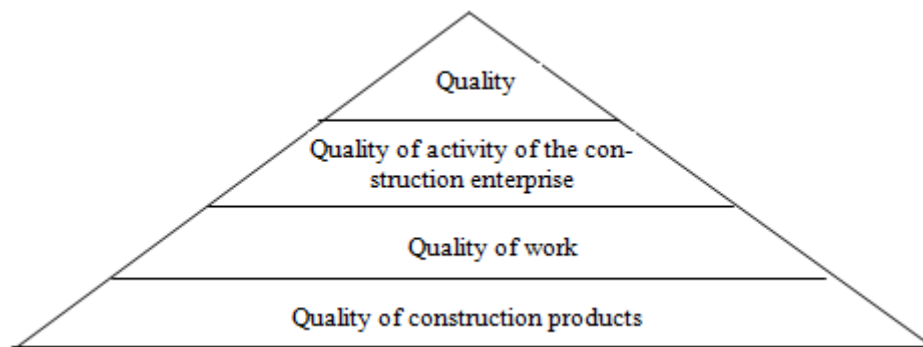 Quality
Quality of activity of the con-
struction enterprise
Quality of work
Quality of construction products